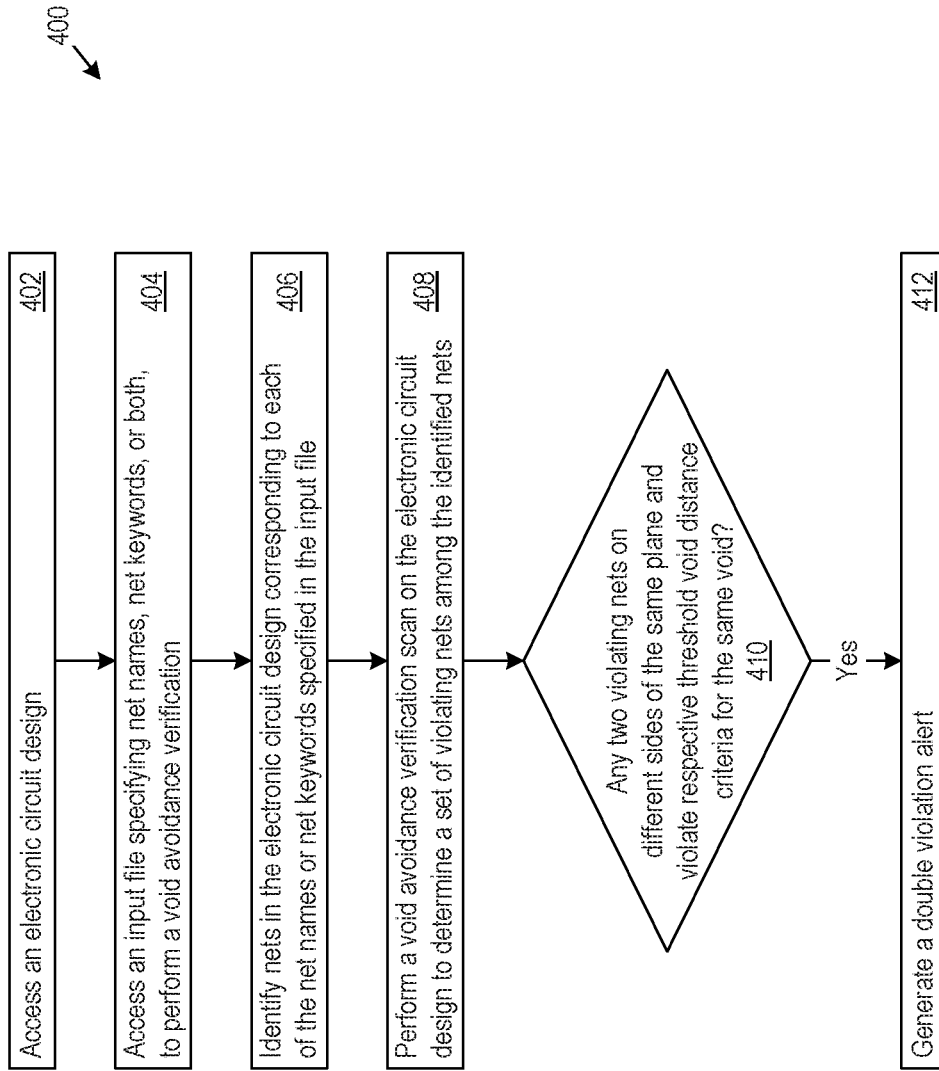 400
Access an electronic circuit design
402
Access an input file specifying net names, net keywords, or both,
to perform a void avoidance verification
404
Identify nets in the electronic circuit design corresponding to each
of the net names or net keywords specified in the input file
406
Perform a void avoidance verification scan on the electronic circuit
design to determine a set of violating nets among the identified nets
408
Any two violating nets on
different sides of the same plane and
violate respective threshold void distance
criteria for the same void?
410
Yes
Generate a double violation alert
412